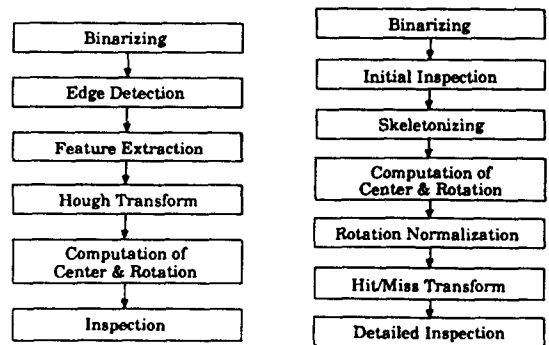 Binarizing
Edge Detection
Feature Extraction
Hough Transform
Computation of
Center & Rotation
Inspection
Binarizing
Initial Inspection
Skeletonizing
Computation of
Center & Rotation
Rotation Normalization
Hit/Miss Transform
Detailed Inspection